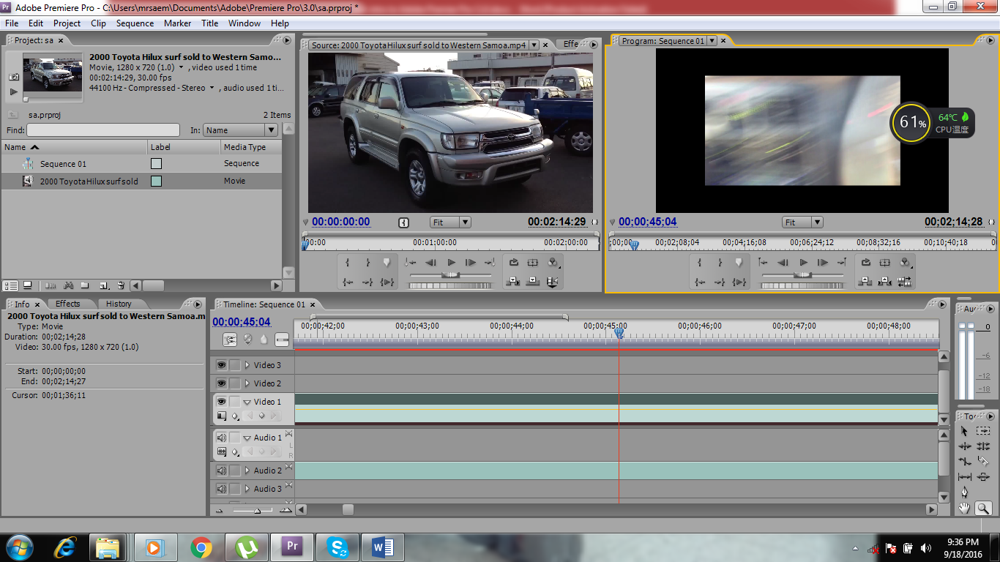 Adobe Premiere Pro - C:\Users\mrsaem\Documents\Adobe\Premiere Pro\3.0\sa.prproj *
File Edit Project Clip Sequence Marker Title Window Help
Project: sa
2000 Toyota Hilux surf sold to Western Samo...
Movie, 1280 x 720 (1.0) , video used 1 time
00:02:14:29, 30.00 fps
44100 Hz - Compressed - Stereo , audio used 1 ti...
sa.prproj 2 Items
Find: In: Name
Name Label Media Type
Sequence 01 Sequence
2000 Toyota Hilux surf sold Movie
Source: 2000 Toyota Hilux surf sold to Western Samoa.mp4 Effe
00:00:00:00 Fit 00:02:14:29
00:00 00:01:00:00 00:02:00:00
Program: Sequence 01
61% 64℃
CPU温度
00;00;45;04 Fit 00;02;14;28
;00;00 00;02;08;04 00;04;16;08 00;06;24;12 00;08;32;16 00;10;40;18 0
Info Effects History
2000 Toyota Hilux surf sold to Western Samoa.m
Type: Movie
Duration: 00;02;14;28
Video: 30.00 fps, 1280 x 720 (1.0)
Start: 00;00;00;00
End: 00;02;14;27
Cursor: 00;01;36;11
Timeline: Sequence 01
00;00;45;04
00;00;42;00 00;00;43;00 00;00;44;00 00;00;45;00 00;00;46;00 00;00;47;00 00;00;48;00
Video 3
Video 2
Video 1
Audio 1
L
R
Audio 2
Audio 3
Au
0
-6
-12
-18
To
Pr
W
9:36 PM
9/18/2016